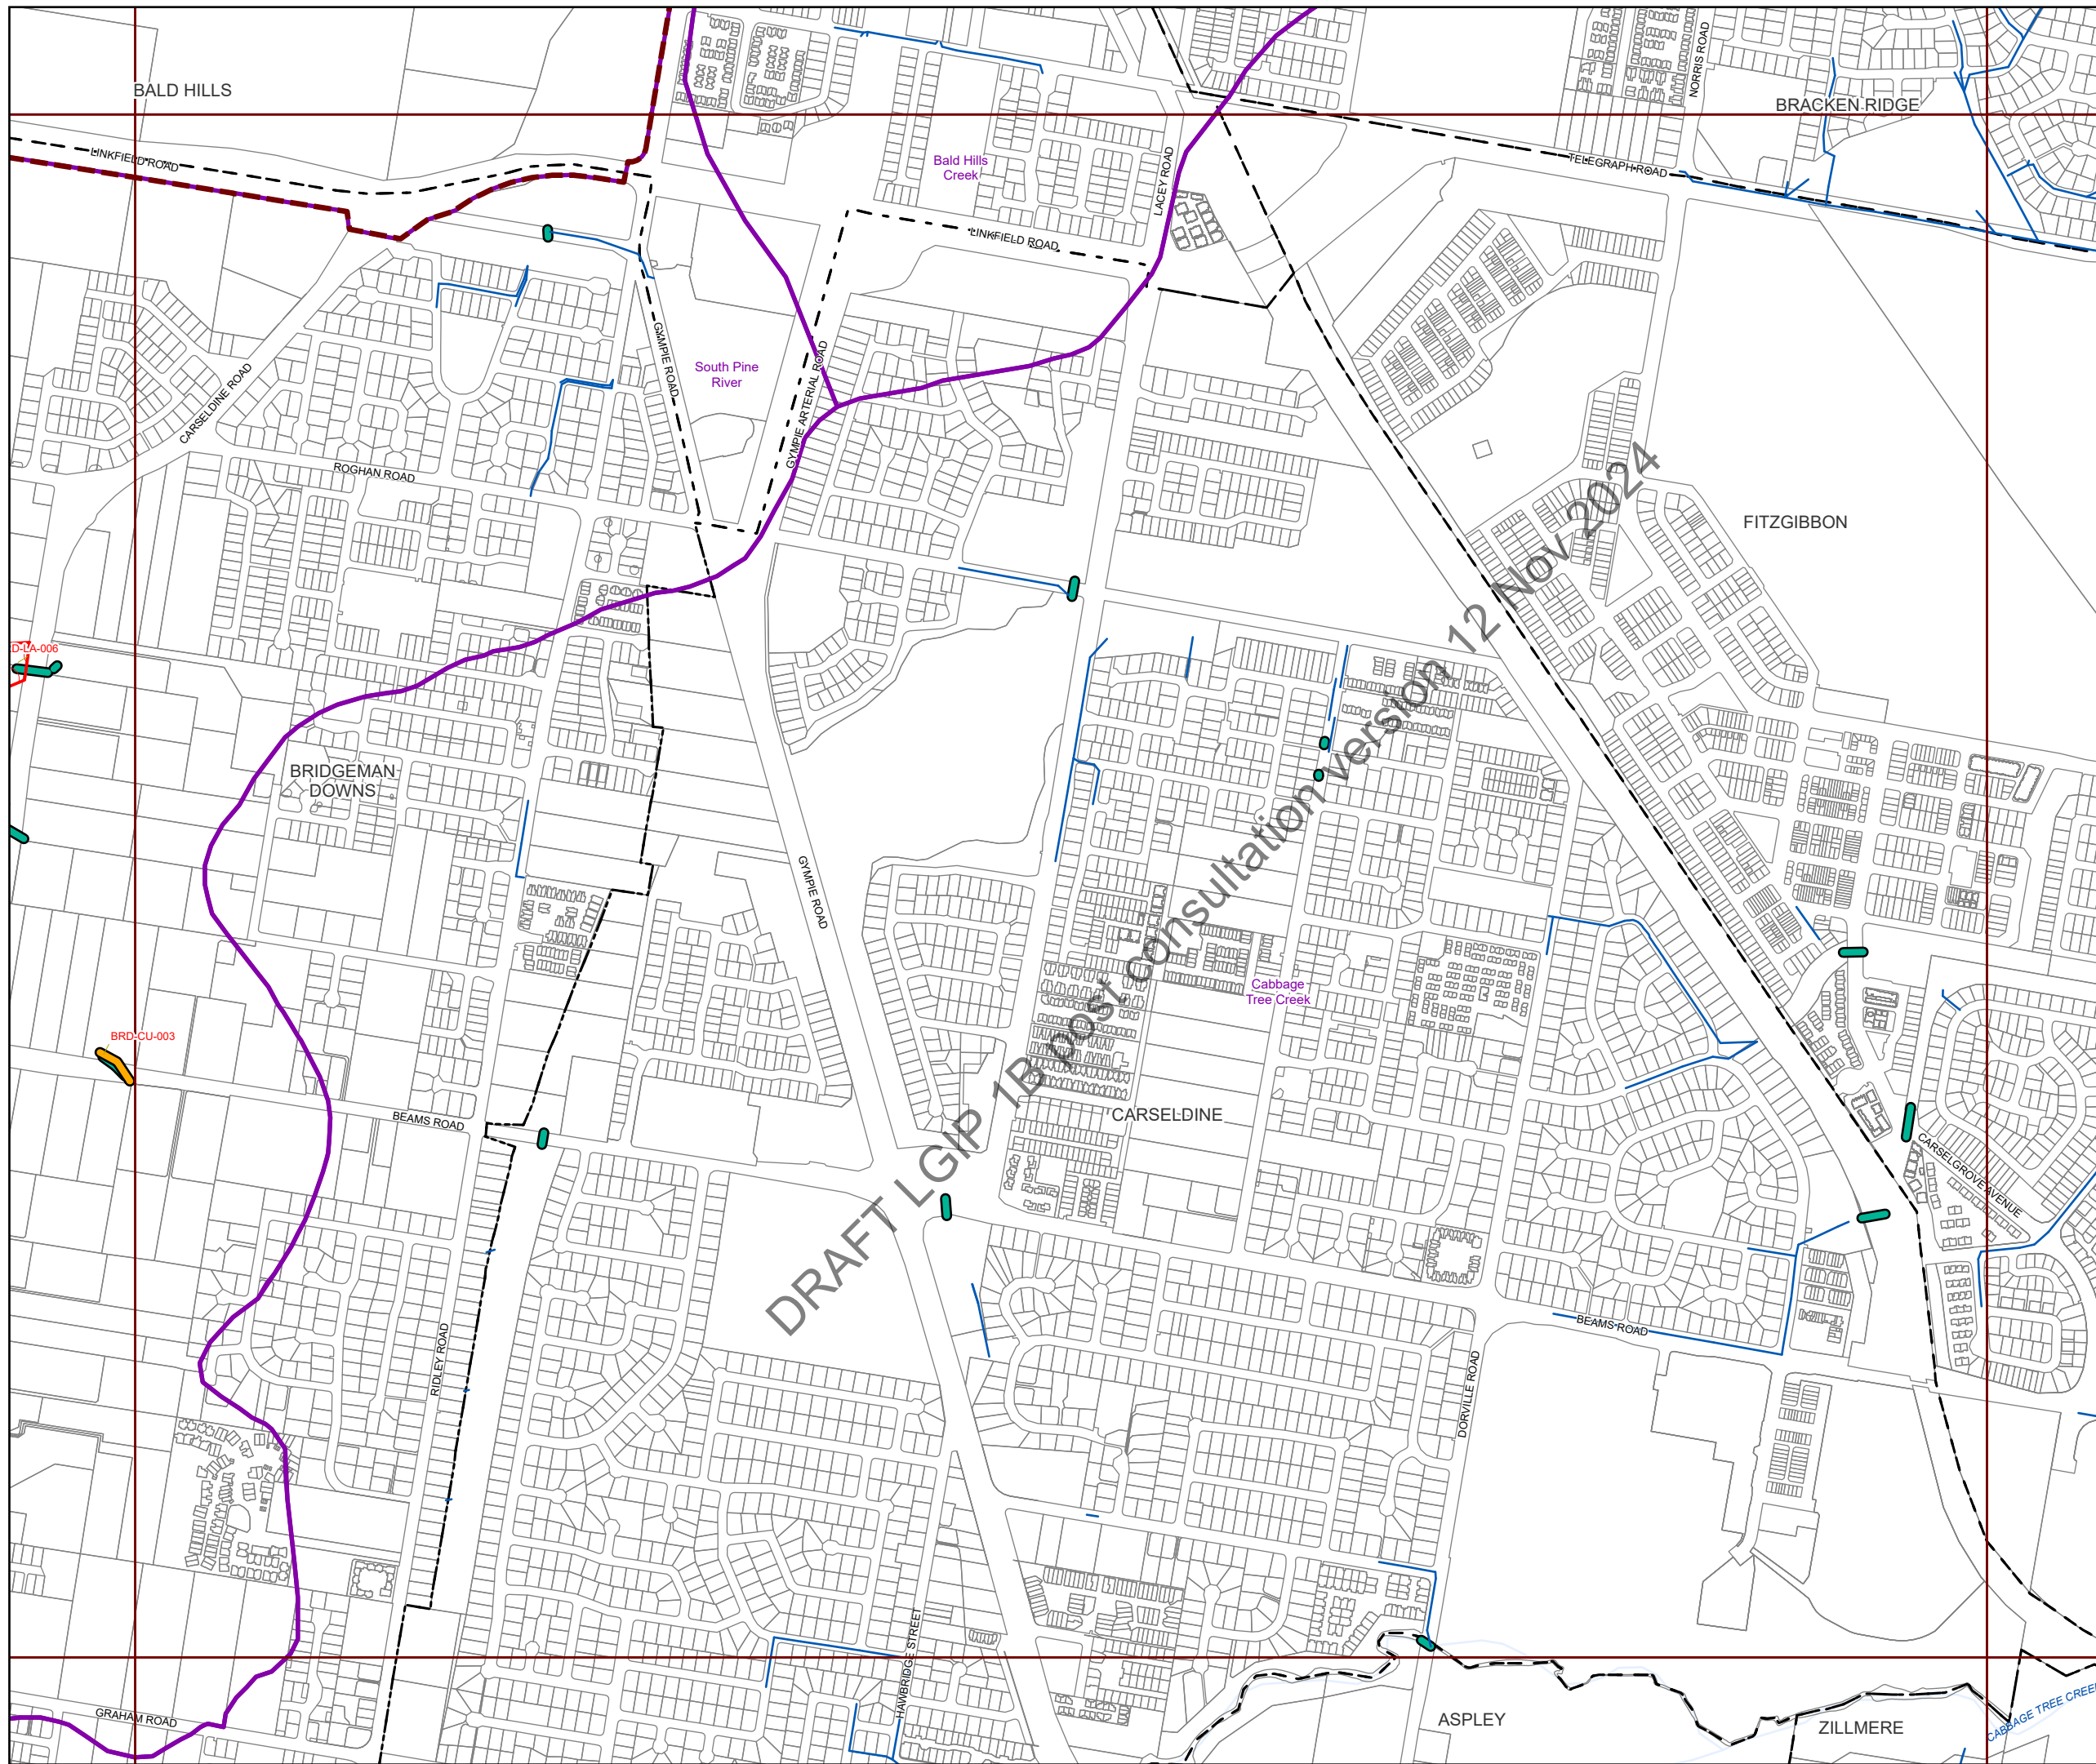 BALD HILLS
NORRIS ROAD
BRACKEN RIDGE
LINKFIELD ROAD
Bald Hills
Creek
LACEY ROAD
TELEGRAPH ROAD
LINKFIELD ROAD
GYMPIE ROAD
South Pine
River
GYMPIE ARTERIAL ROAD
CARSELDINE ROAD
ROGHAN ROAD
FITZGIBBON
D-LA-006
BRIDGEMAN
DOWNS
GYMPIE ROAD
Cabbage
Tree Creek
BRD-CU-003
BEAMS ROAD
CARSELDINE
CARSELGROVE AVENUE
DRAFT LGIP 1B post consultation version 12 Nov 2024
RIDLEY ROAD
BEAMS ROAD
DORVILLE ROAD
HAWBRIDGE STREET
GRAHAM ROAD
ASPLEY
ZILLMERE
CABBAGE TREE CREEK